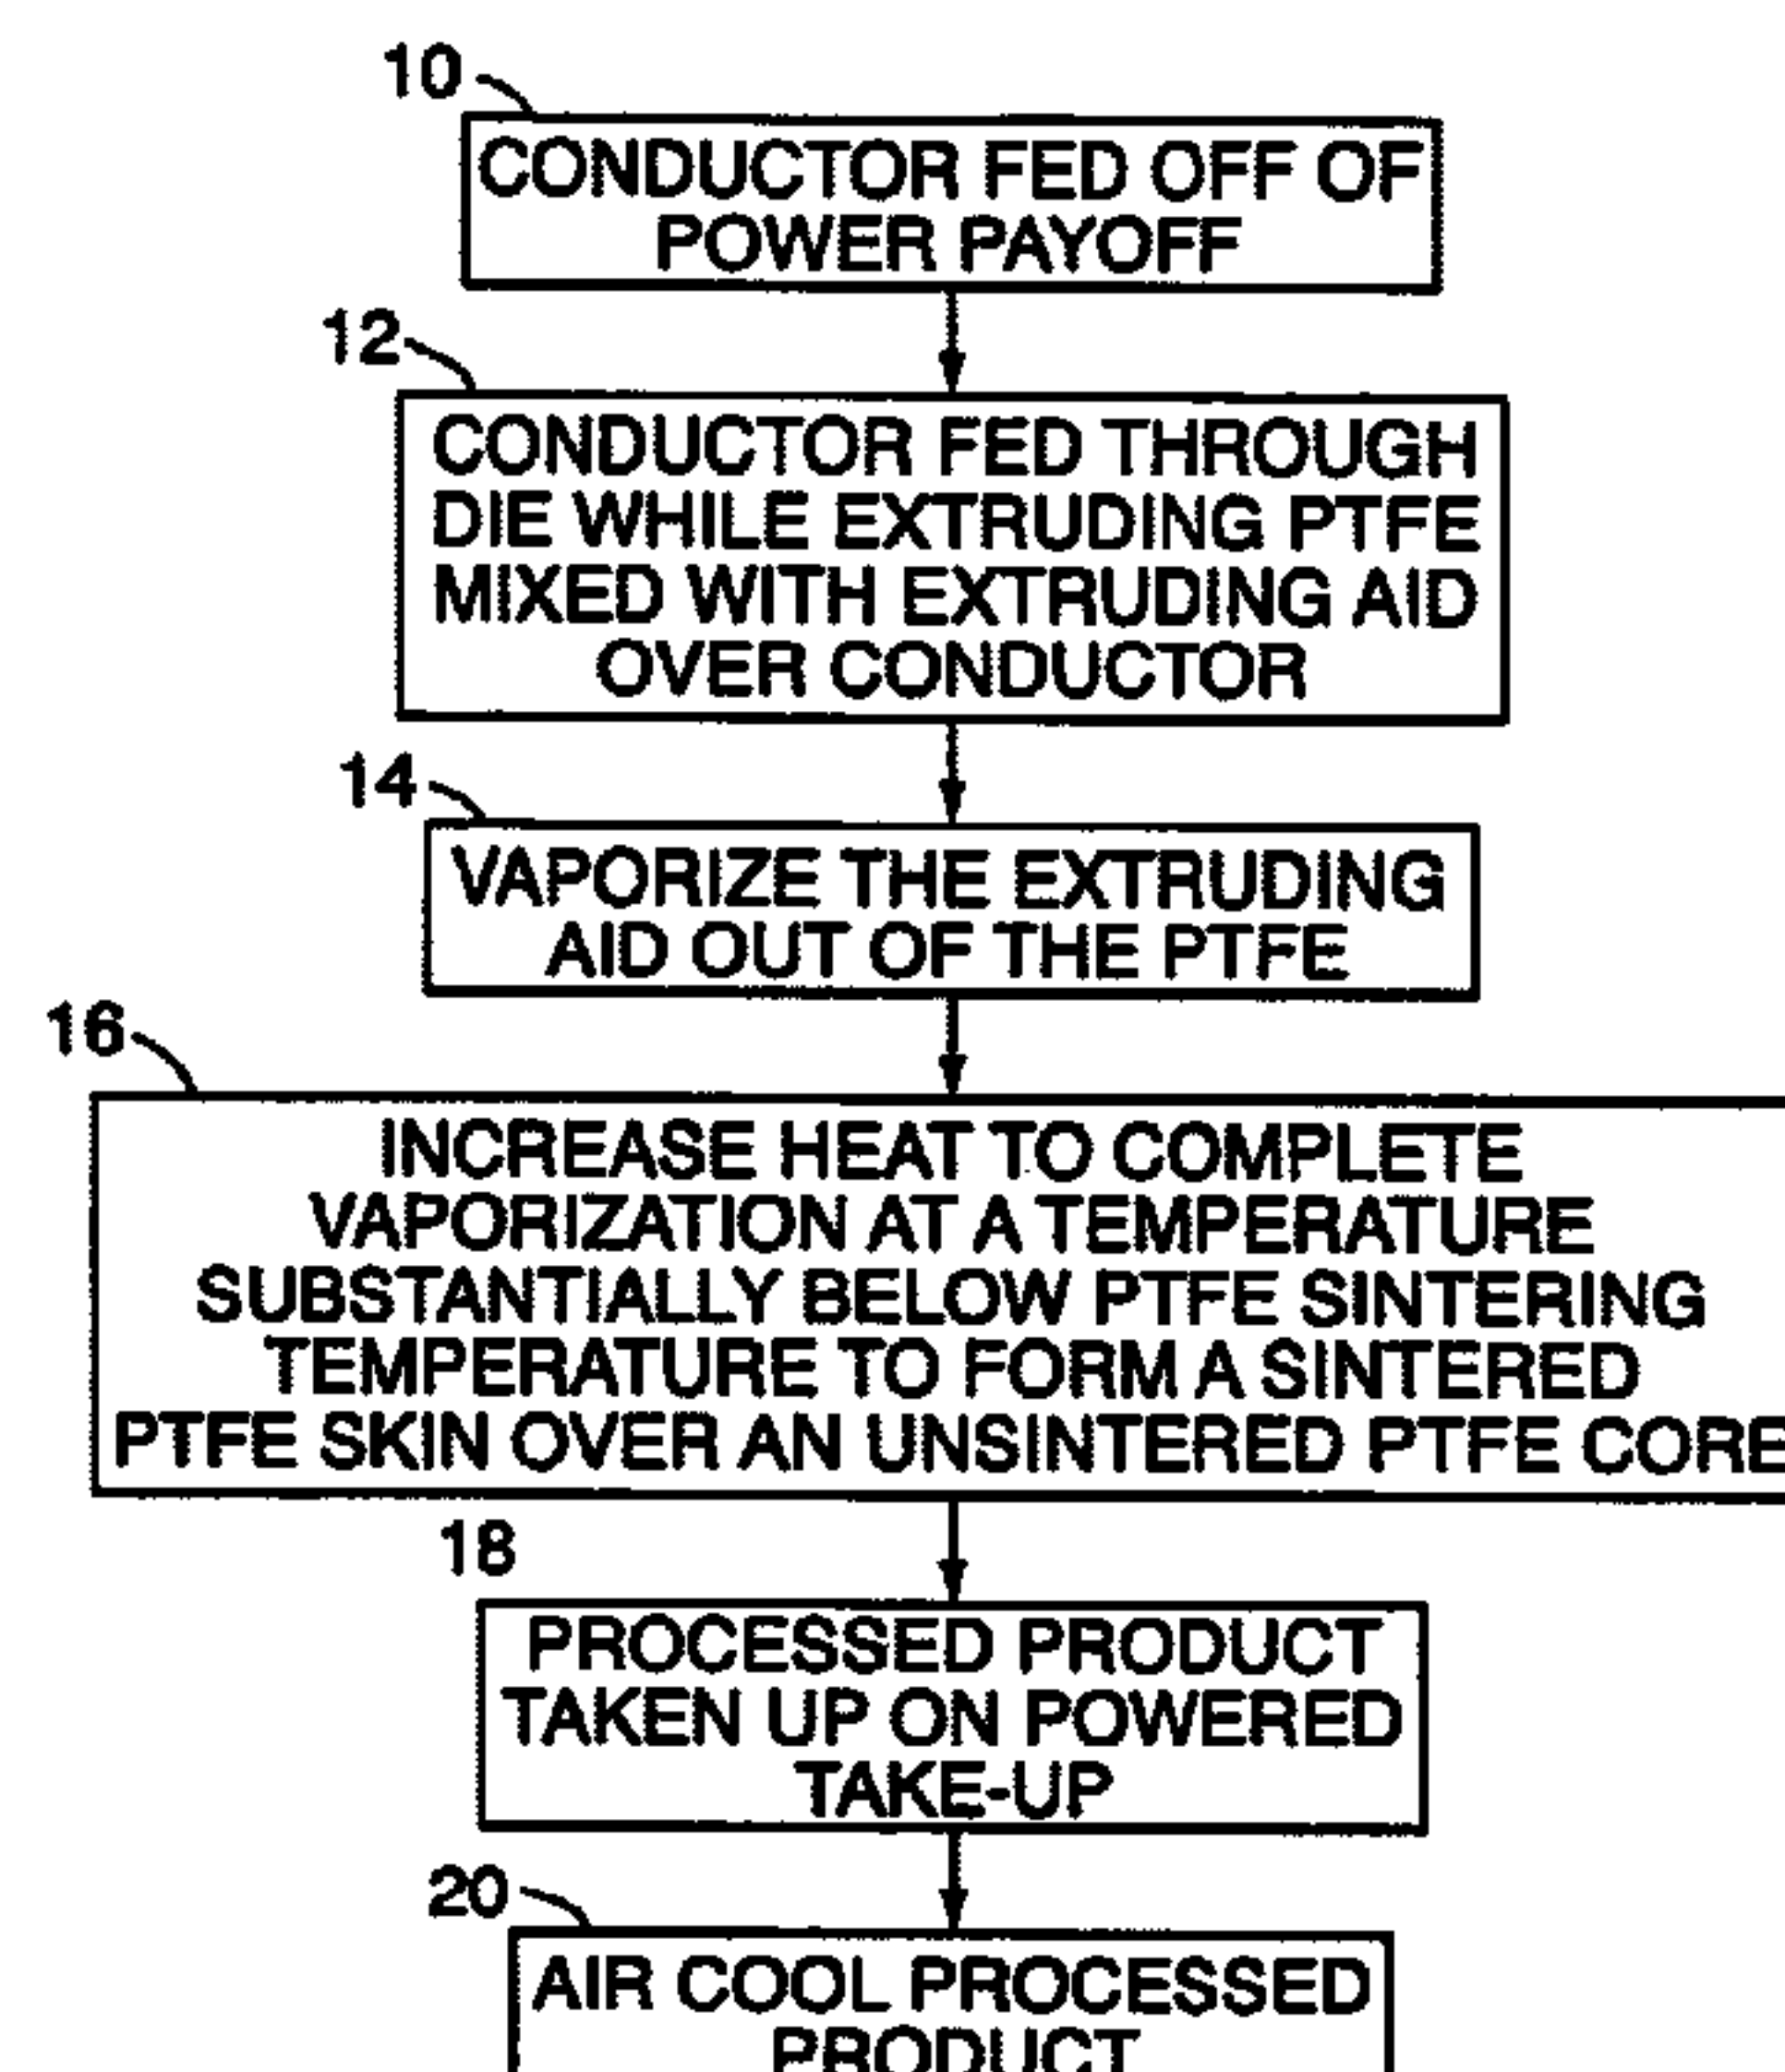 10
CONDUCTOR FED OFF OF
POWER PAYOFF
12
CONDUCTOR FED THROUGH
DIE WHILE EXTRUDING PTFE
MIXED WITH EXTRUDING AID
OVER CONDUCTOR
14
VAPORIZE THE EXTRUDING
AID OUT OF THE PTFE
16
INCREASE HEAT TO COMPLETE
VAPORIZATION AT A TEMPERATURE
SUBSTANTIALLY BELOW PTFE SINTERING
TEMPERATURE TO FORM A SINTERED
PTFE SKIN OVER AN UNSINTERED PTFE CORE
18
PROCESSED PRODUCT
TAKEN UP ON POWERED
TAKE-UP
20
AIR COOL PROCESSED
PRODUCT